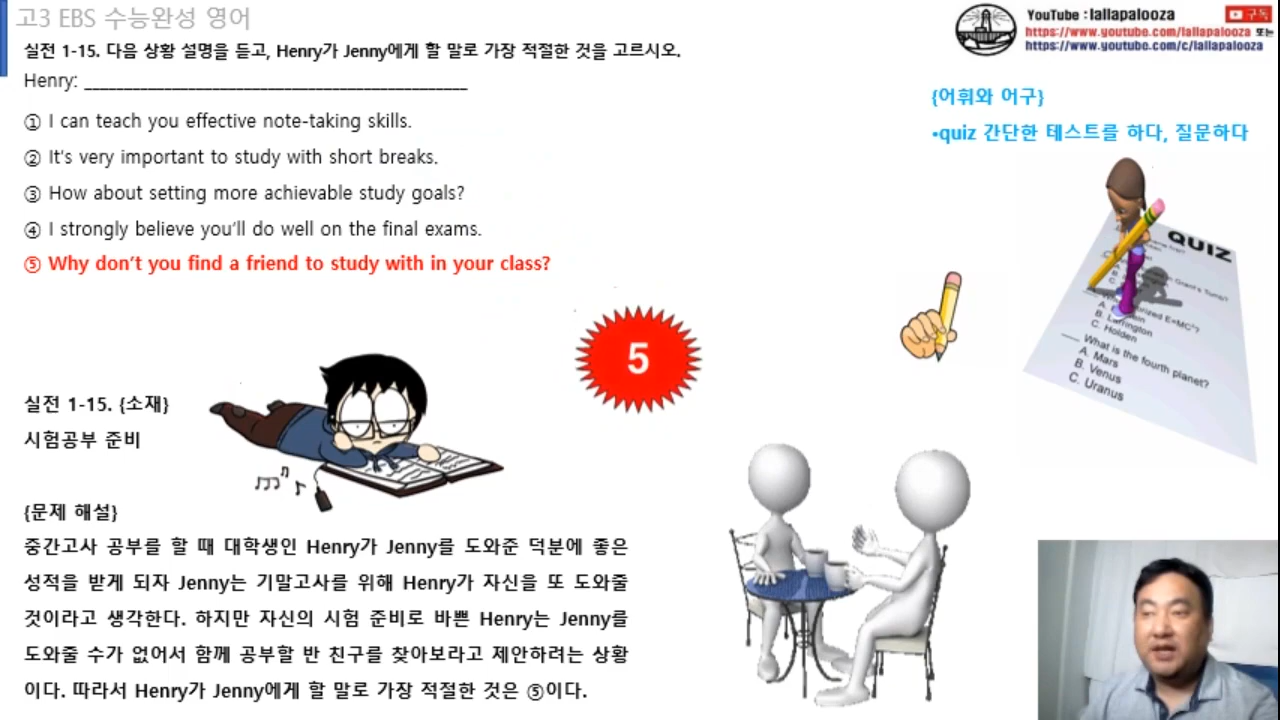 고3 EBS 수능완성 영어
YouTube : lallapalooza
구독
https://www.youtube.com/lallapalooza 또는
https://www.youtube.com/c/lallapalooza
실전 1-15. 다음 상황 설명을 듣고, Henry가 Jenny에게 할 말로 가장 적절한 것을 고르시오.
Henry: ________________________________________________
① I can teach you effective note-taking skills.
② It's very important to study with short breaks.
③ How about setting more achievable study goals?
④ I strongly believe you'll do well on the final exams.
⑤ Why don't you find a friend to study with in your class?
{어휘와 어구}
•quiz 간단한 테스트를 하다, 질문하다
QUIZ
Grant's Tomb?
E=MC²?
C. Holden
What is the fourth planet?
A. Mars
B. Venus
C. Uranus
5
실전 1-15. {소재}
시험공부 준비
{문제 해설}
중간고사 공부를 할 때 대학생인 Henry가 Jenny를 도와준 덕분에 좋은
성적을 받게 되자 Jenny는 기말고사를 위해 Henry가 자신을 또 도와줄
것이라고 생각한다. 하지만 자신의 시험 준비로 바쁜 Henry는 Jenny를
도와줄 수가 없어서 함께 공부할 반 친구를 찾아보라고 제안하려는 상황
이다. 따라서 Henry가 Jenny에게 할 말로 가장 적절한 것은 ⑤이다.